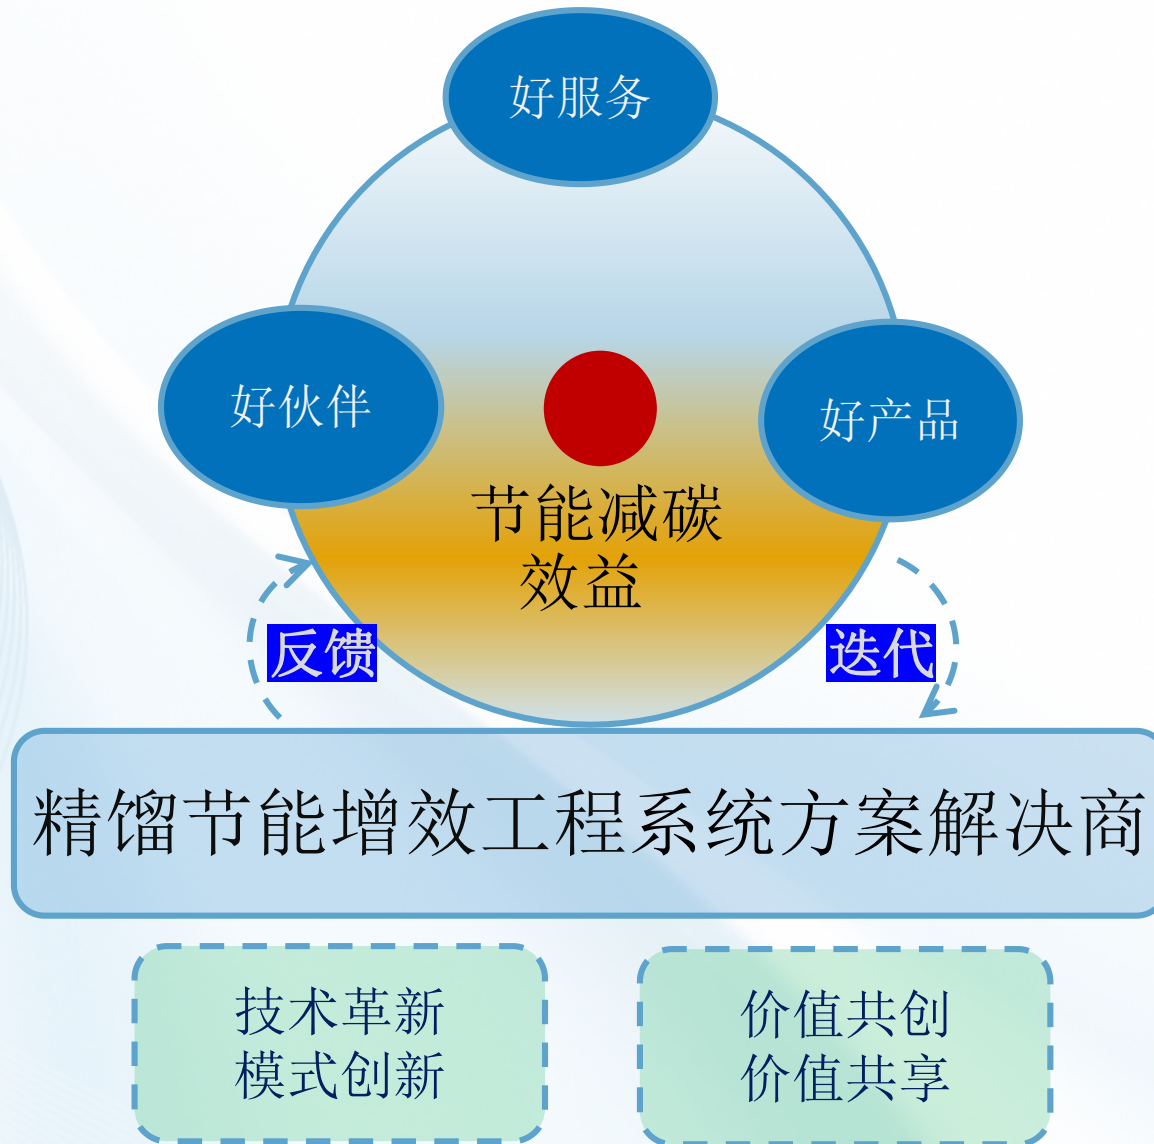 好服务
好伙伴
好产品
节能减碳
效益
反馈
迭代
精馏节能增效工程系统方案解决商
技术革新
模式创新
价值共创
价值共享